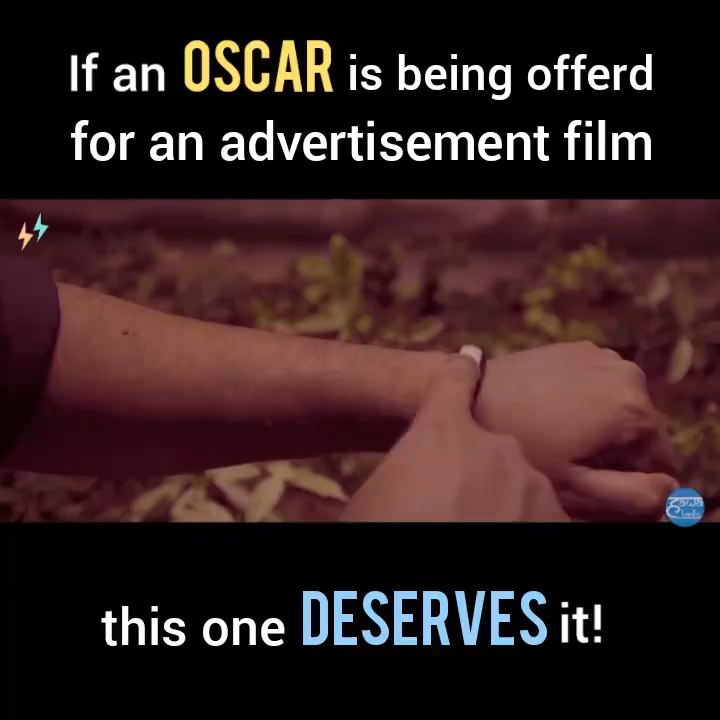 If an OSCAR is being offerd
for an advertisement film
this one DESERVES it!